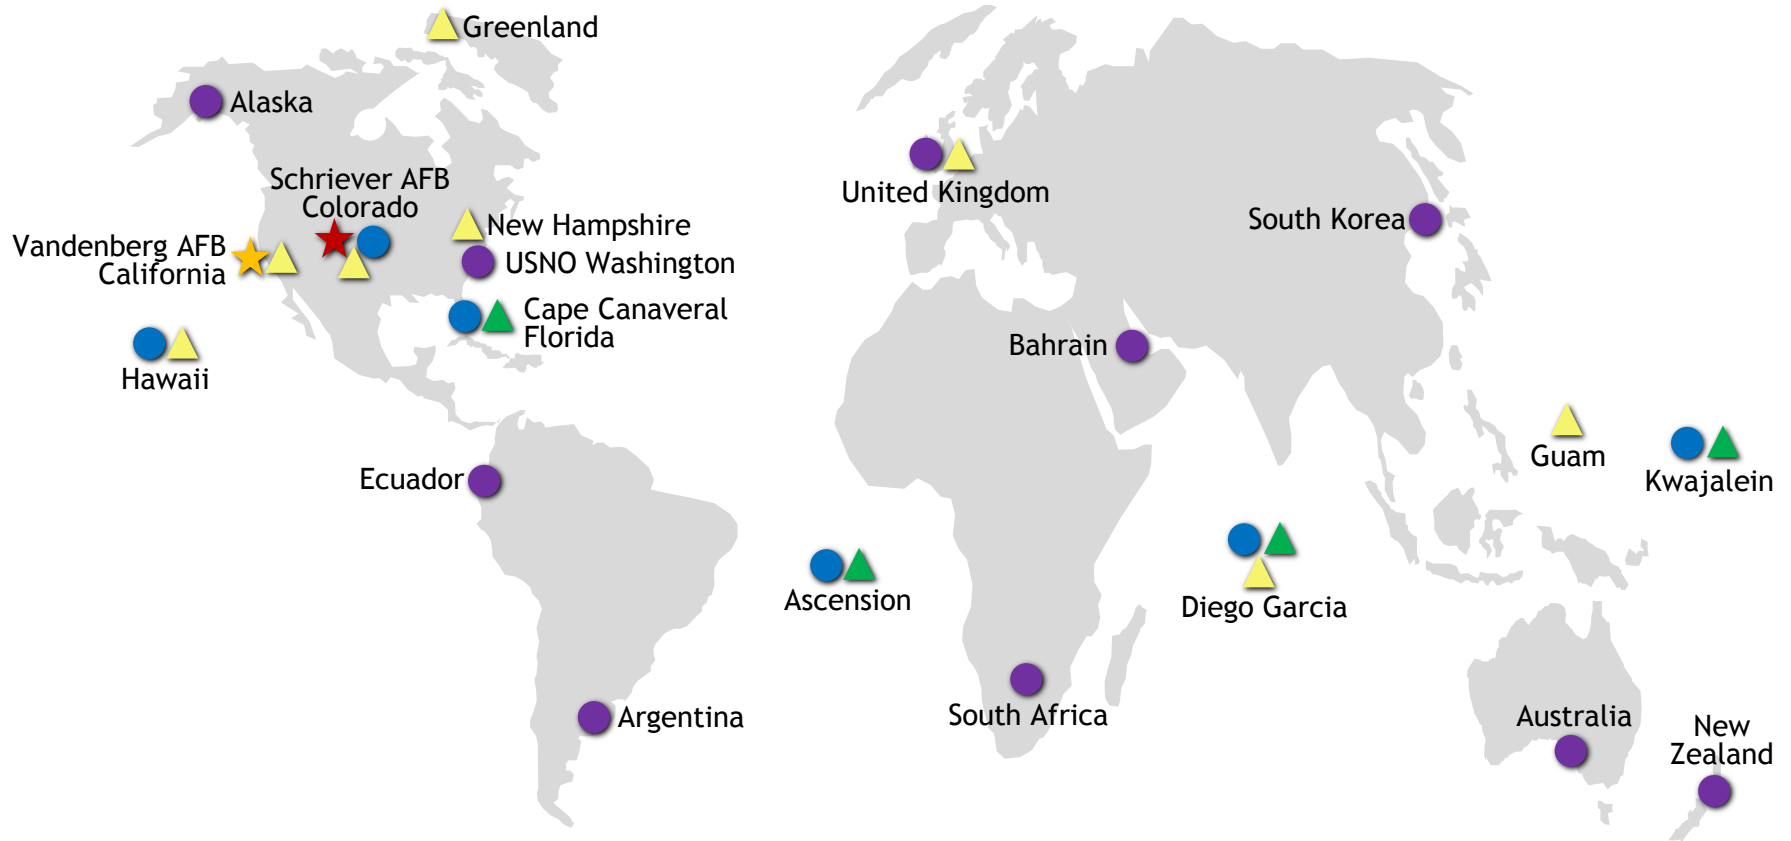 Greenland
Alaska
Schriever AFB
Colorado
United Kingdom
New Hampshire
South Korea
Vandenberg AFB
California
USNO Washington
Cape Canaveral
Florida
Bahrain
Hawaii
Guam
Ecuador
Kwajalein
Ascension
Diego Garcia
South Africa
Argentina
Australia
New
Zealand